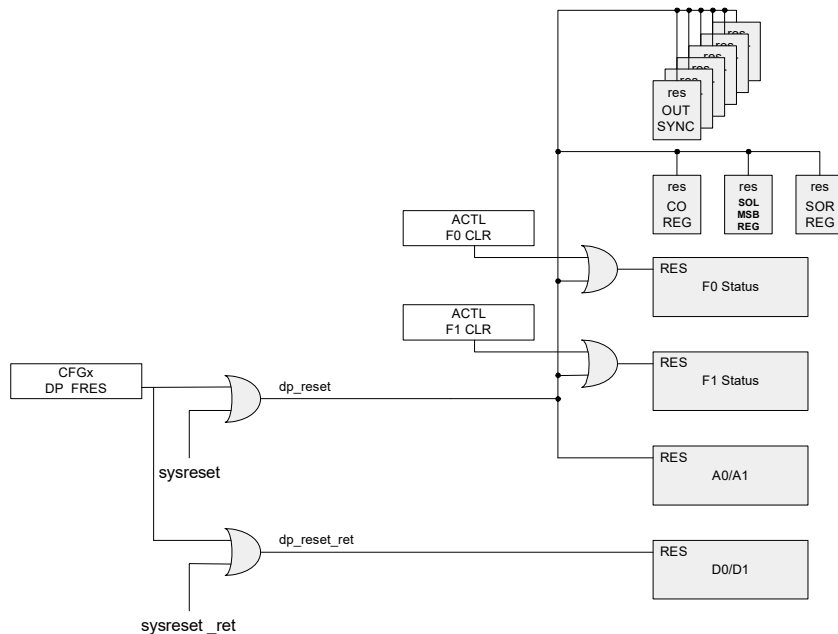 res
res
res
res
res
res
OUT
SYNC
res
CO
REG
res
SOL
MSB
REG
res
SOR
REG
ACTL
F0 CLR
RES
F0 Status
ACTL
F1 CLR
RES
F1 Status
CFGx
DP FRES
dp_reset
sysreset
RES
A0/A1
dp_reset_ret
RES
D0/D1
sysreset _ret